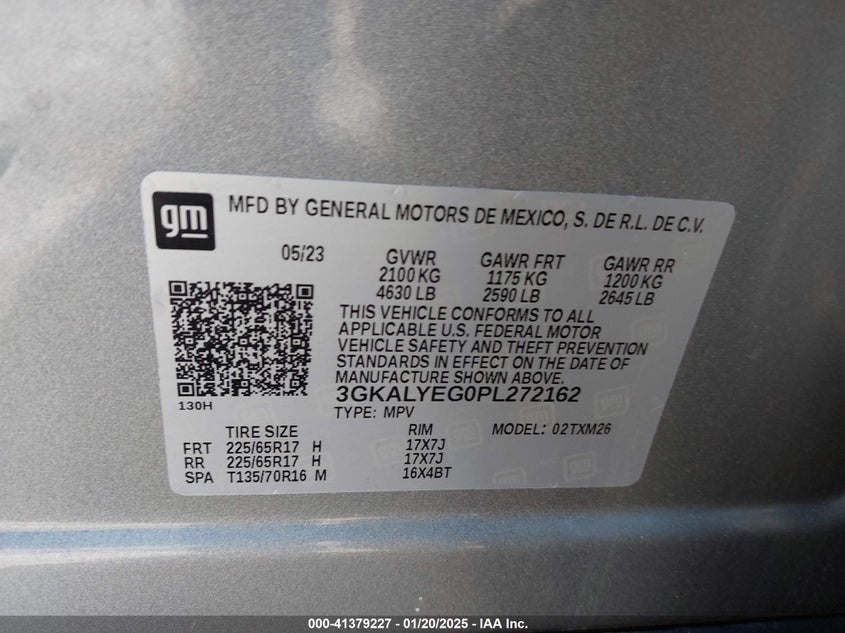 gm
MFD BY GENERAL MOTORS DE MEXICO, S. DE R.L. DE C.V.
05/23 GVWR GAWR FRT GAWR RR
2100 KG 1175 KG 1200 KG
4630 LB 2590 LB 2645 LB
THIS VEHICLE CONFORMS TO ALL
APPLICABLE U.S. FEDERAL MOTOR
VEHICLE SAFETY AND THEFT PREVENTION
STANDARDS IN EFFECT ON THE DATE OF
MANUFACTURE SHOWN ABOVE.
3GKALYEG0PL272162
130H
TYPE: MPV MODEL: 02TXM26
TIRE SIZE RIM
FRT 225/65R17 H 17X7J
RR 225/65R17 H 17X7J
SPA T135/70R16 M 16X4BT
000-41379227 - 01/20/2025 - IAA Inc.